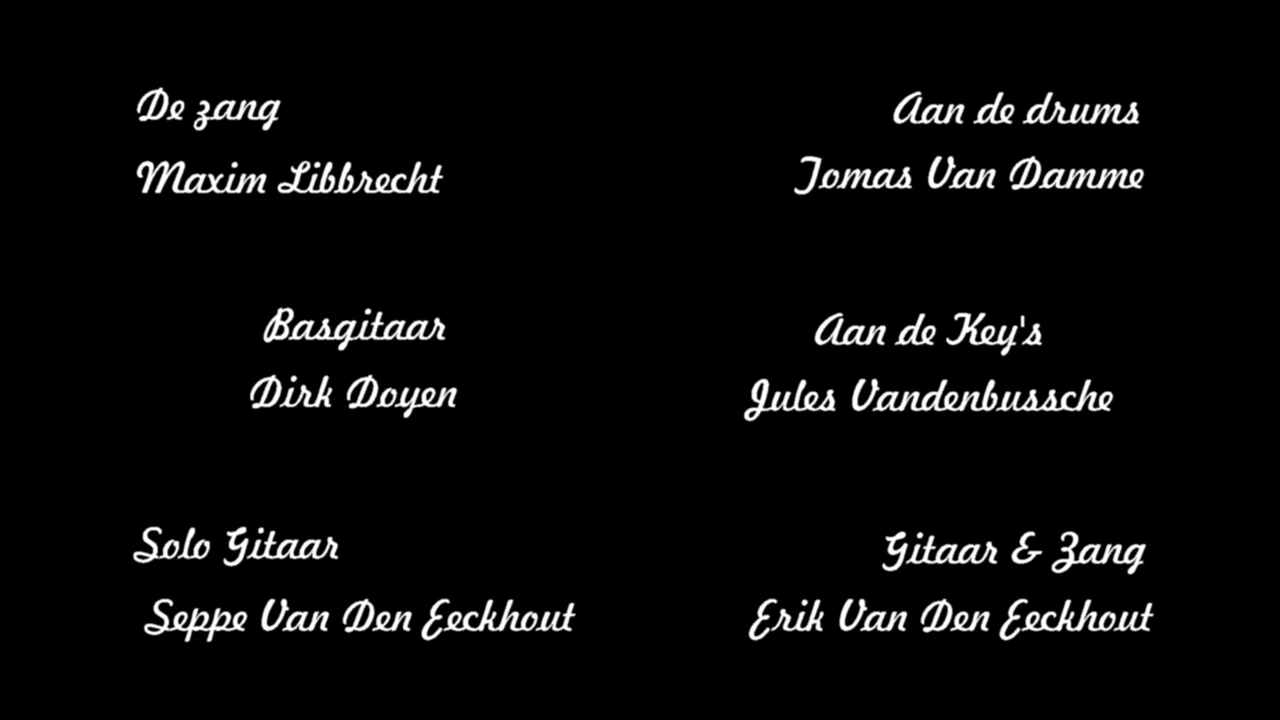 De zang
Maxim Libbrecht
Aan de drums
Tomas Van Damme
Basgitaar
Dirk Doyen
Aan de Key's
Jules Vandenbussche
Solo Gitaar
Seppe Van Den Eeckhout
Gitaar & Zang
Erik Van Den Eeckhout